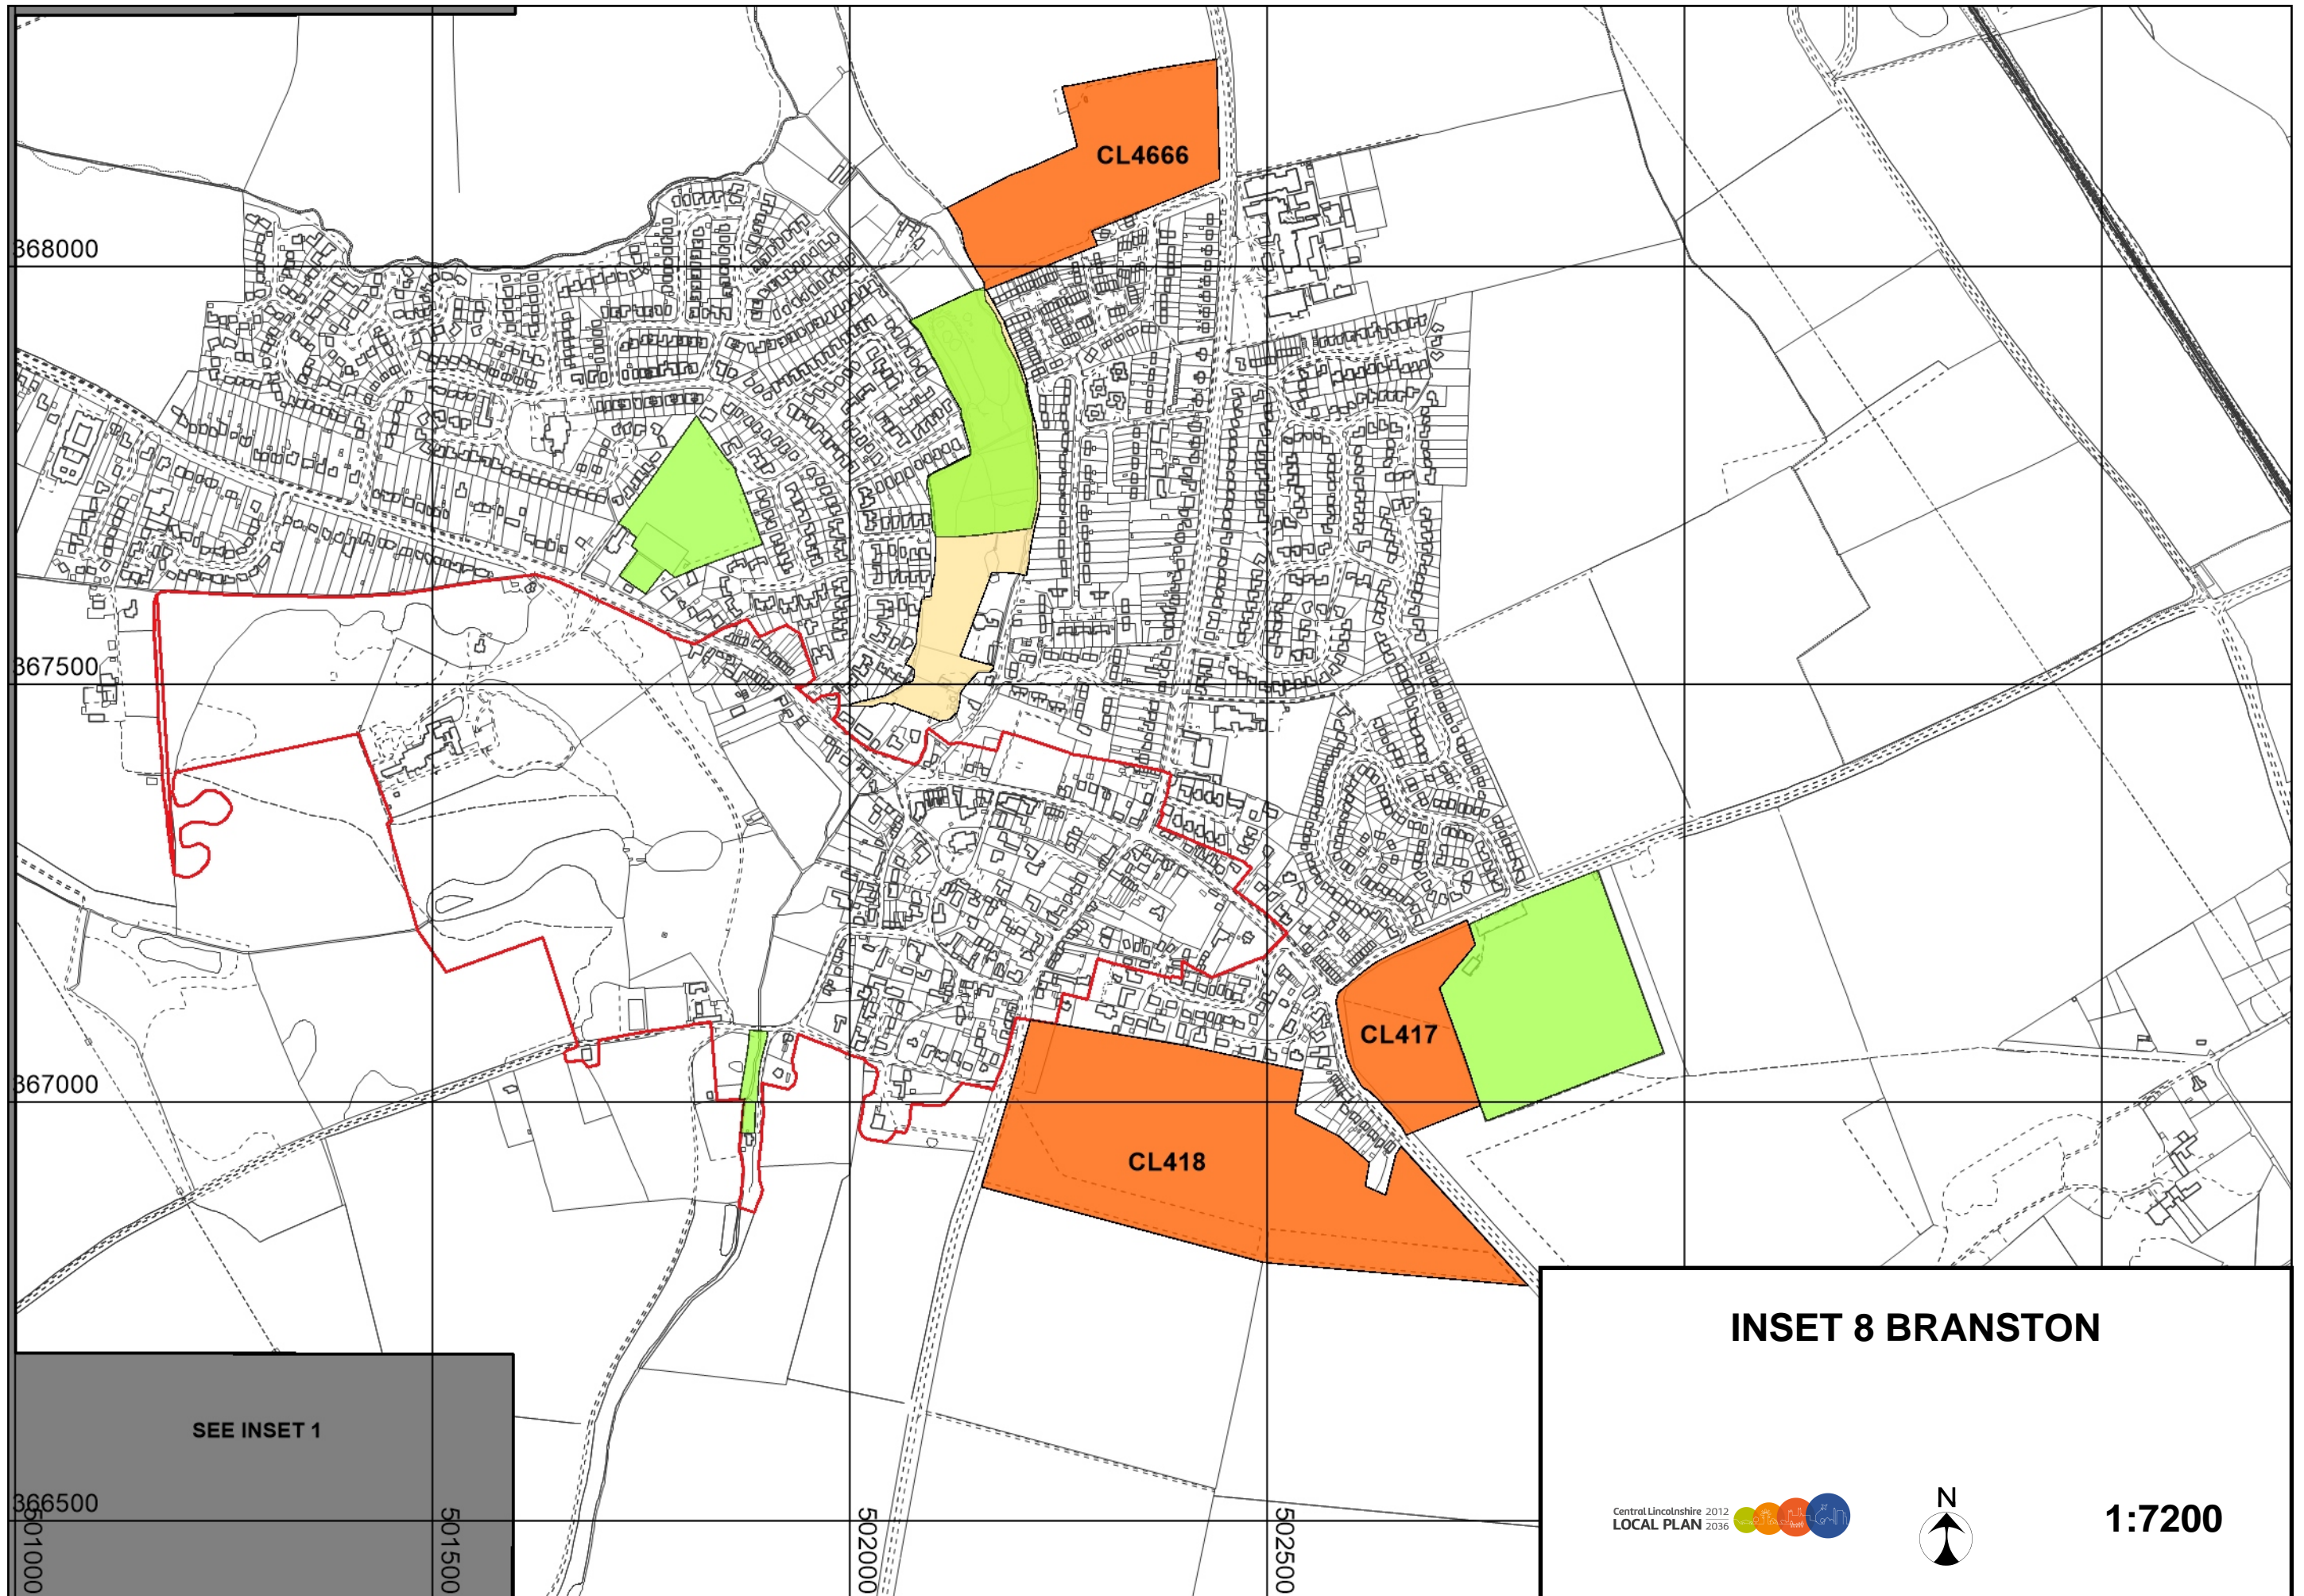 CL4666
368000
367500
CL417
367000
CL418
INSET 8 BRANSTON
SEE INSET 1
366500
501000
501500
502000
502500
Central Lincolnshire 2012
LOCAL PLAN 2036
N
1:7200